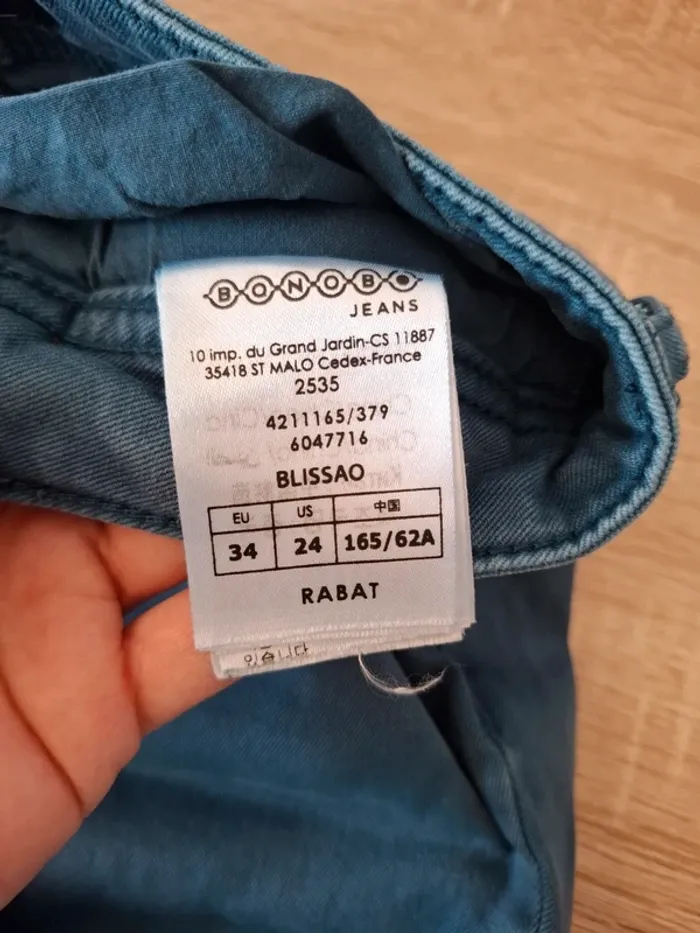 BONOBO
JEANS
10 imp. du Grand Jardin-CS 11887
35418 ST MALO Cedex-France
2535
4211165/379
6047716
BLISSAO
EU US 中国
34 24 165/62A
RABAT